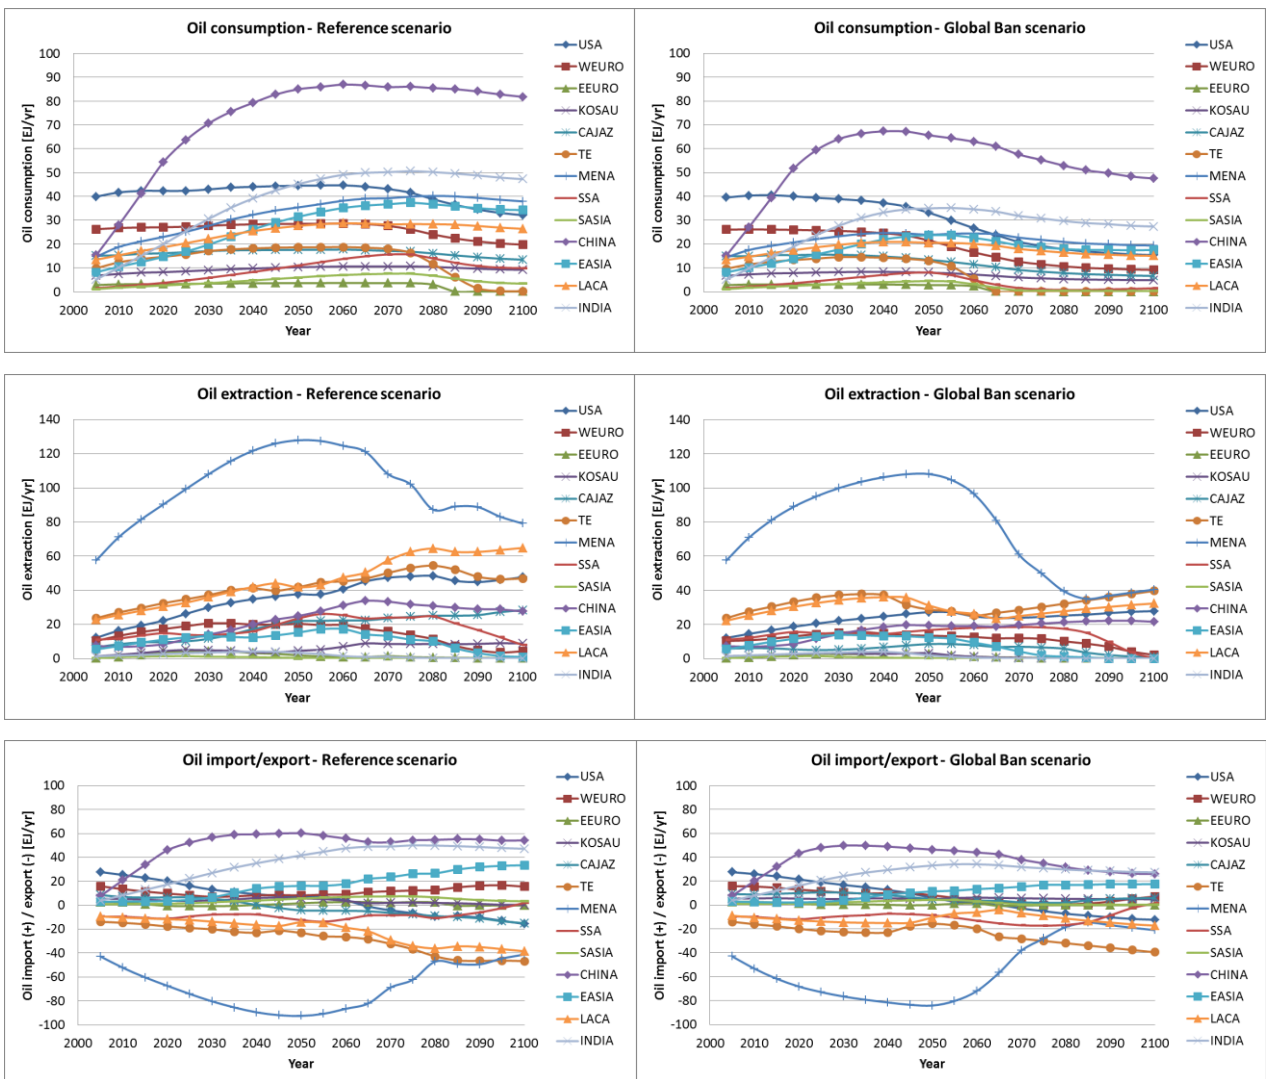 Oil consumption - Reference scenario
Oil consumption [EJ/yr]
100
90
80
70
60
50
40
30
20
10
0
2000 2010 2020 2030 2040 2050 2060 2070 2080 2090 2100
Year
USA
WEURO
EEURO
KOSAU
CAJAZ
TE
MENA
SSA
SASIA
CHINA
EASIA
LACA
INDIA
Oil consumption - Global Ban scenario
Oil consumption [EJ/yr]
100
90
80
70
60
50
40
30
20
10
0
2000 2010 2020 2030 2040 2050 2060 2070 2080 2090 2100
Year
USA
WEURO
EEURO
KOSAU
CAJAZ
TE
MENA
SSA
SASIA
CHINA
EASIA
LACA
INDIA
Oil extraction - Reference scenario
Oil extraction [EJ/yr]
140
120
100
80
60
40
20
0
2000 2010 2020 2030 2040 2050 2060 2070 2080 2090 2100
Year
USA
WEURO
EEURO
KOSAU
CAJAZ
TE
MENA
SSA
SASIA
CHINA
EASIA
LACA
INDIA
Oil extraction - Global Ban scenario
Oil extraction [EJ/yr]
140
120
100
80
60
40
20
0
2000 2010 2020 2030 2040 2050 2060 2070 2080 2090 2100
Year
USA
WEURO
EEURO
KOSAU
CAJAZ
TE
MENA
SSA
SASIA
CHINA
EASIA
LACA
INDIA
Oil import/export - Reference scenario
Oil import (+) / export (-) [EJ/yr]
100
80
60
40
20
0
-20
-40
-60
-80
-100
2000 2010 2020 2030 2040 2050 2060 2070 2080 2090 2100
Year
USA
WEURO
EEURO
KOSAU
CAJAZ
TE
MENA
SSA
SASIA
CHINA
EASIA
LACA
INDIA
Oil import/export - Global Ban scenario
Oil import (+) / export (-) [EJ/yr]
100
80
60
40
20
0
-20
-40
-60
-80
-100
2000 2010 2020 2030 2040 2050 2060 2070 2080 2090 2100
Year
USA
WEURO
EEURO
KOSAU
CAJAZ
TE
MENA
SSA
SASIA
CHINA
EASIA
LACA
INDIA